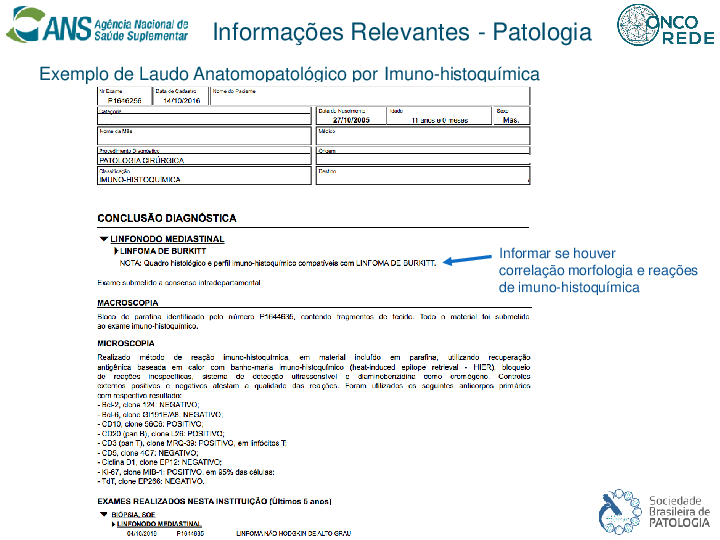 ANS Agência Nacional de
Saúde Suplementar
Informações Relevantes - Patologia
ONCO
REDE
Exemplo de Laudo Anatomopatológico por Imuno-histoquímica
Nr Exame Data de Cadastro Nome do Paciente
P1646256 14/10/2016
Categoria Data do Nascimento Idade Sexo
27/10/2005 11 anos e 0 meses Mas.
Nome da Mãe Médico
Procedimento Diagnóstico Origem
PATOLOGIA CIRÚRGICA
Classificação Destino
IMUNO-HISTOQUÍMICA
CONCLUSÃO DIAGNÓSTICA
LINFONODO MEDIASTINAL
LINFOMA DE BURKITT
NOTA: Quadro histológico e perfil imuno-histoquímico compatíveis com LINFOMA DE BURKITT.
Informar se houver
correlação morfologia e reações
de imuno-histoquímica
Exame submetido a consenso intradepartamental
MACROSCOPIA
Bloco de parafina identificado pelo número P1644635, contendo fragmentos de tecido. Todo o material foi submetido
ao exame imuno-histoquímico.
MICROSCOPIA
Realizado método de reação imuno-histoquímica, em material incluído em parafina, utilizando recuperação
antigênica baseada em calor com banho-maria imuno-histoquímico (heat-induced epitope retrieval - HIER), bloqueio
de reações inespecíficas, sistema de detecção ultrassensível e diaminobenzidina como cromógeno. Controles
externos positivos e negativos atestam a qualidade das reações. Foram utilizados os seguintes anticorpos primários
com respectivo resultado:
- Bcl-2, clone 124: NEGATIVO;
- Bcl-6, clone GI191E/A8: NEGATIVO;
- CD10, clone 56C6: POSITIVO;
- CD20 (pan B), clone L26: POSITIVO;
- CD3 (pan T), clone MRQ-39: POSITIVO, em linfócitos T;
- CD5, clone 4C7: NEGATIVO;
- Ciclina D1, clone EP12: NEGATIVO;
- Ki-67, clone MIB-1: POSITIVO, em 95% das células;
- TdT, clone EP266: NEGATIVO.
EXAMES REALIZADOS NESTA INSTITUIÇÃO (Últimos 5 anos)
BIÓPSIA, SOE
LINFONODO MEDIASTINAL
04/10/2016 P1644635 LINFOMA NÃO HODGKIN DE ALTO GRAU
Sociedade
Brasileira de
PATOLOGIA